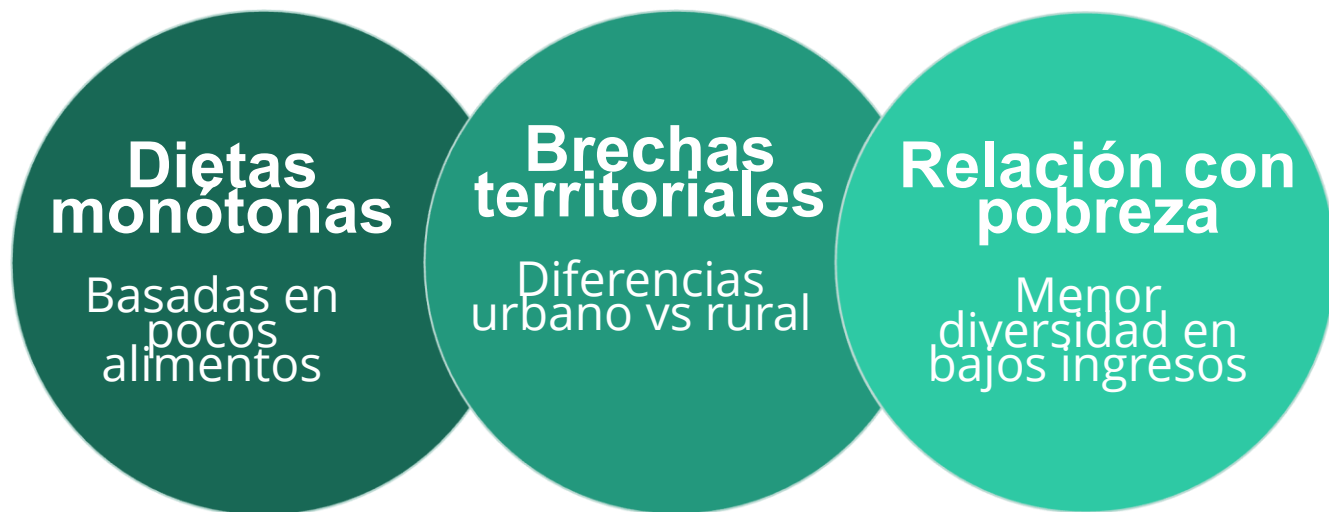 Dietas
monótonas
Basadas en
pocos
alimentos
Brechas
territoriales
Diferencias
urbano vs rural
Relación con
pobreza
Menor
diversidad en
bajos ingresos